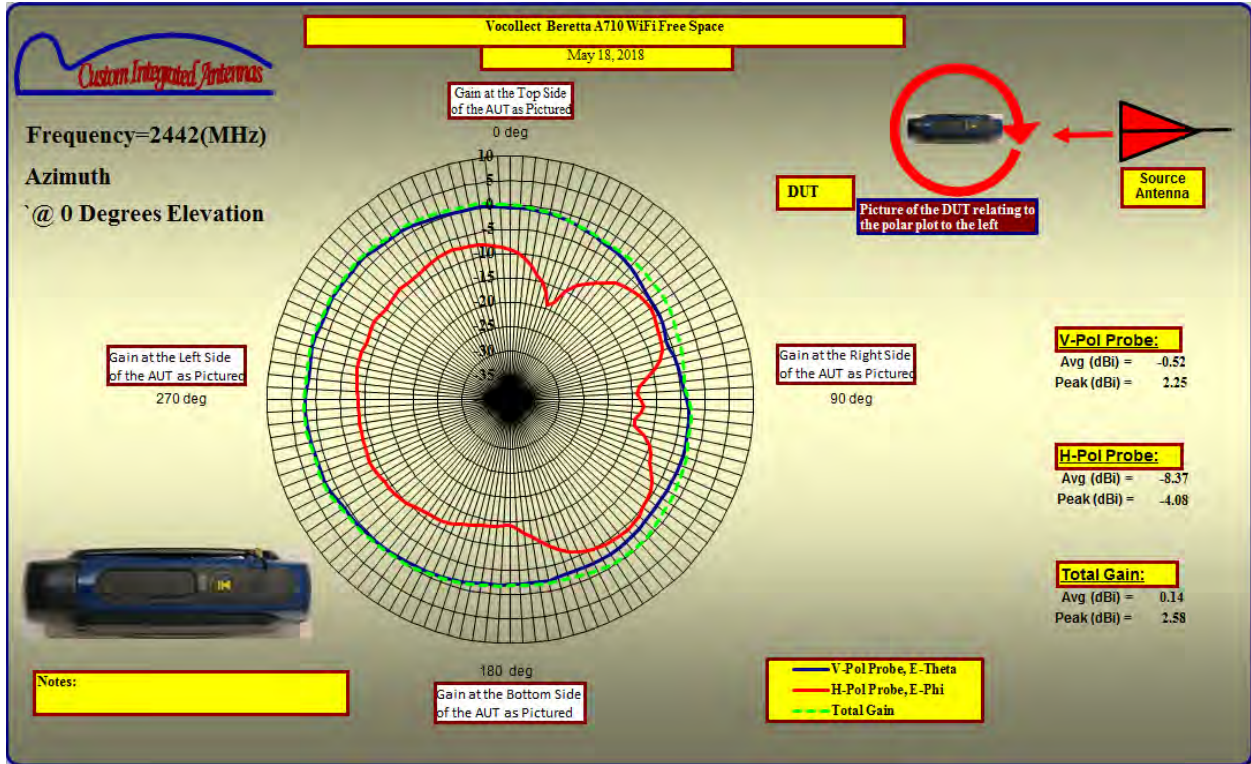 Vocollect Beretta A710 WiFi Free Space
May 18, 2018
Custom Integrated Antennas
Frequency=2442(MHz)
Azimuth
`@ 0 Degrees Elevation
Gain at the Top Side
of the AUT as Pictured
0 deg
10
5
0
-5
-10
-15
-20
-25
-30
-35
Gain at the Left Side
of the AUT as Pictured
270 deg
Gain at the Right Side
of the AUT as Pictured
90 deg
180 deg
Gain at the Bottom Side
of the AUT as Pictured
DUT
Picture of the DUT relating to
the polar plot to the left
Source
Antenna
V-Pol Probe:
Avg (dBi) = -0.52
Peak (dBi) = 2.25
H-Pol Probe:
Avg (dBi) = -8.37
Peak (dBi) = -4.08
Total Gain:
Avg (dBi) = 0.14
Peak (dBi) = 2.58
Notes:
V-Pol Probe, E-Theta
H-Pol Probe, E-Phi
Total Gain